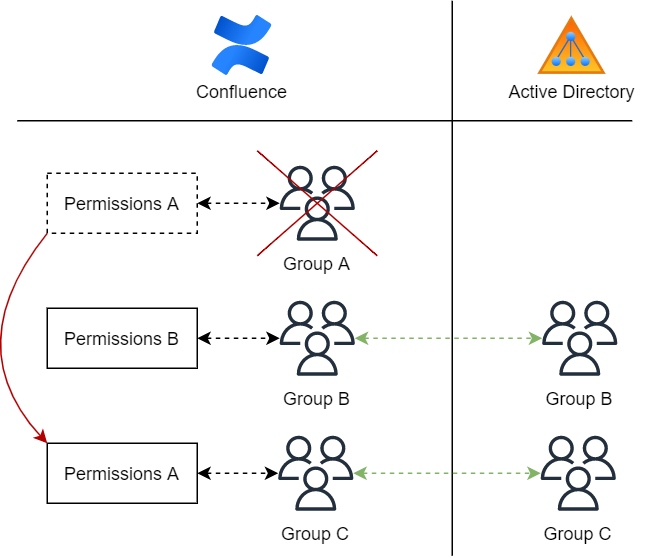 Confluence
Active Directory
Permissions A
Group A
Permissions B
Group B
Group B
Permissions A
Group C
Group C